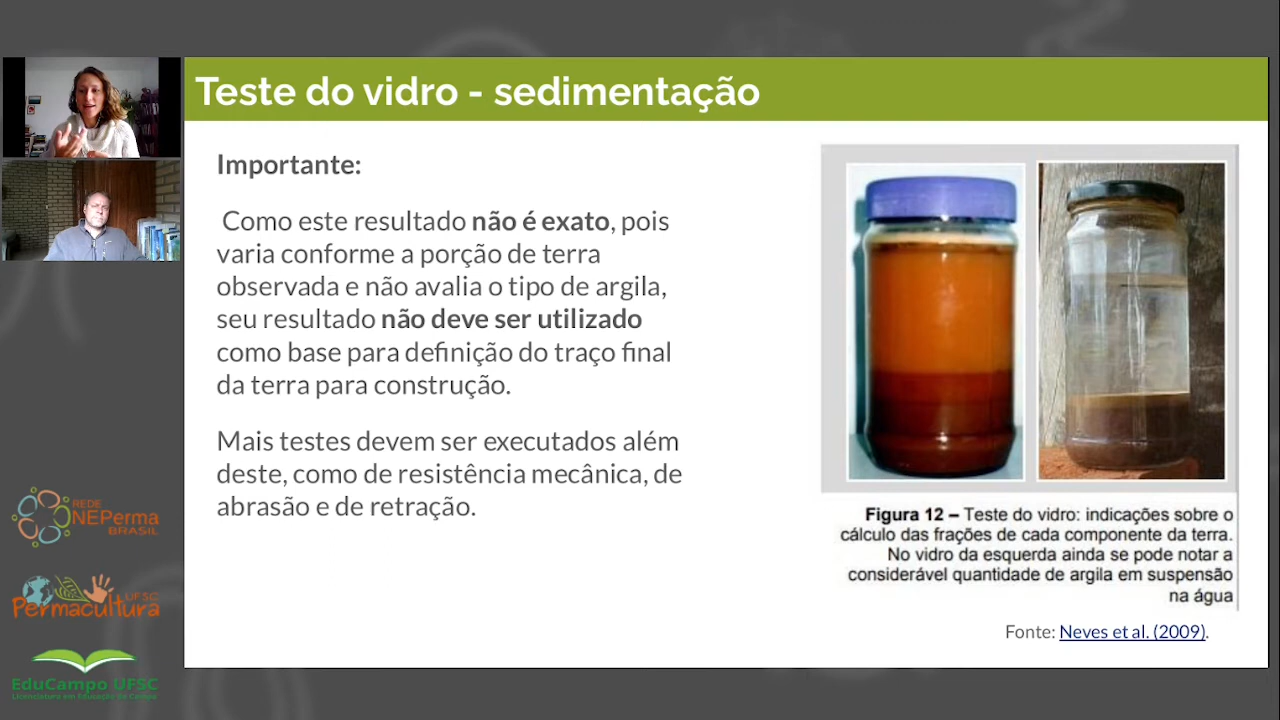 Teste do vidro - sedimentação
Importante:
Como este resultado não é exato, pois
varia conforme a porção de terra
observada e não avalia o tipo de argila,
seu resultado não deve ser utilizado
como base para definição do traço final
da terra para construção.
Mais testes devem ser executados além
deste, como de resistência mecânica, de
abrasão e de retração.
Figura 12 – Teste do vidro: indicações sobre o
cálculo das frações de cada componente da terra.
No vidro da esquerda ainda se pode notar a
considerável quantidade de argila em suspensão
na água
Fonte: Neves et al. (2009).
REDE
NEPerma
BRASIL
UFSC
Permacultura
EduCampo UFSC
Licenciatura em Educação do Campo